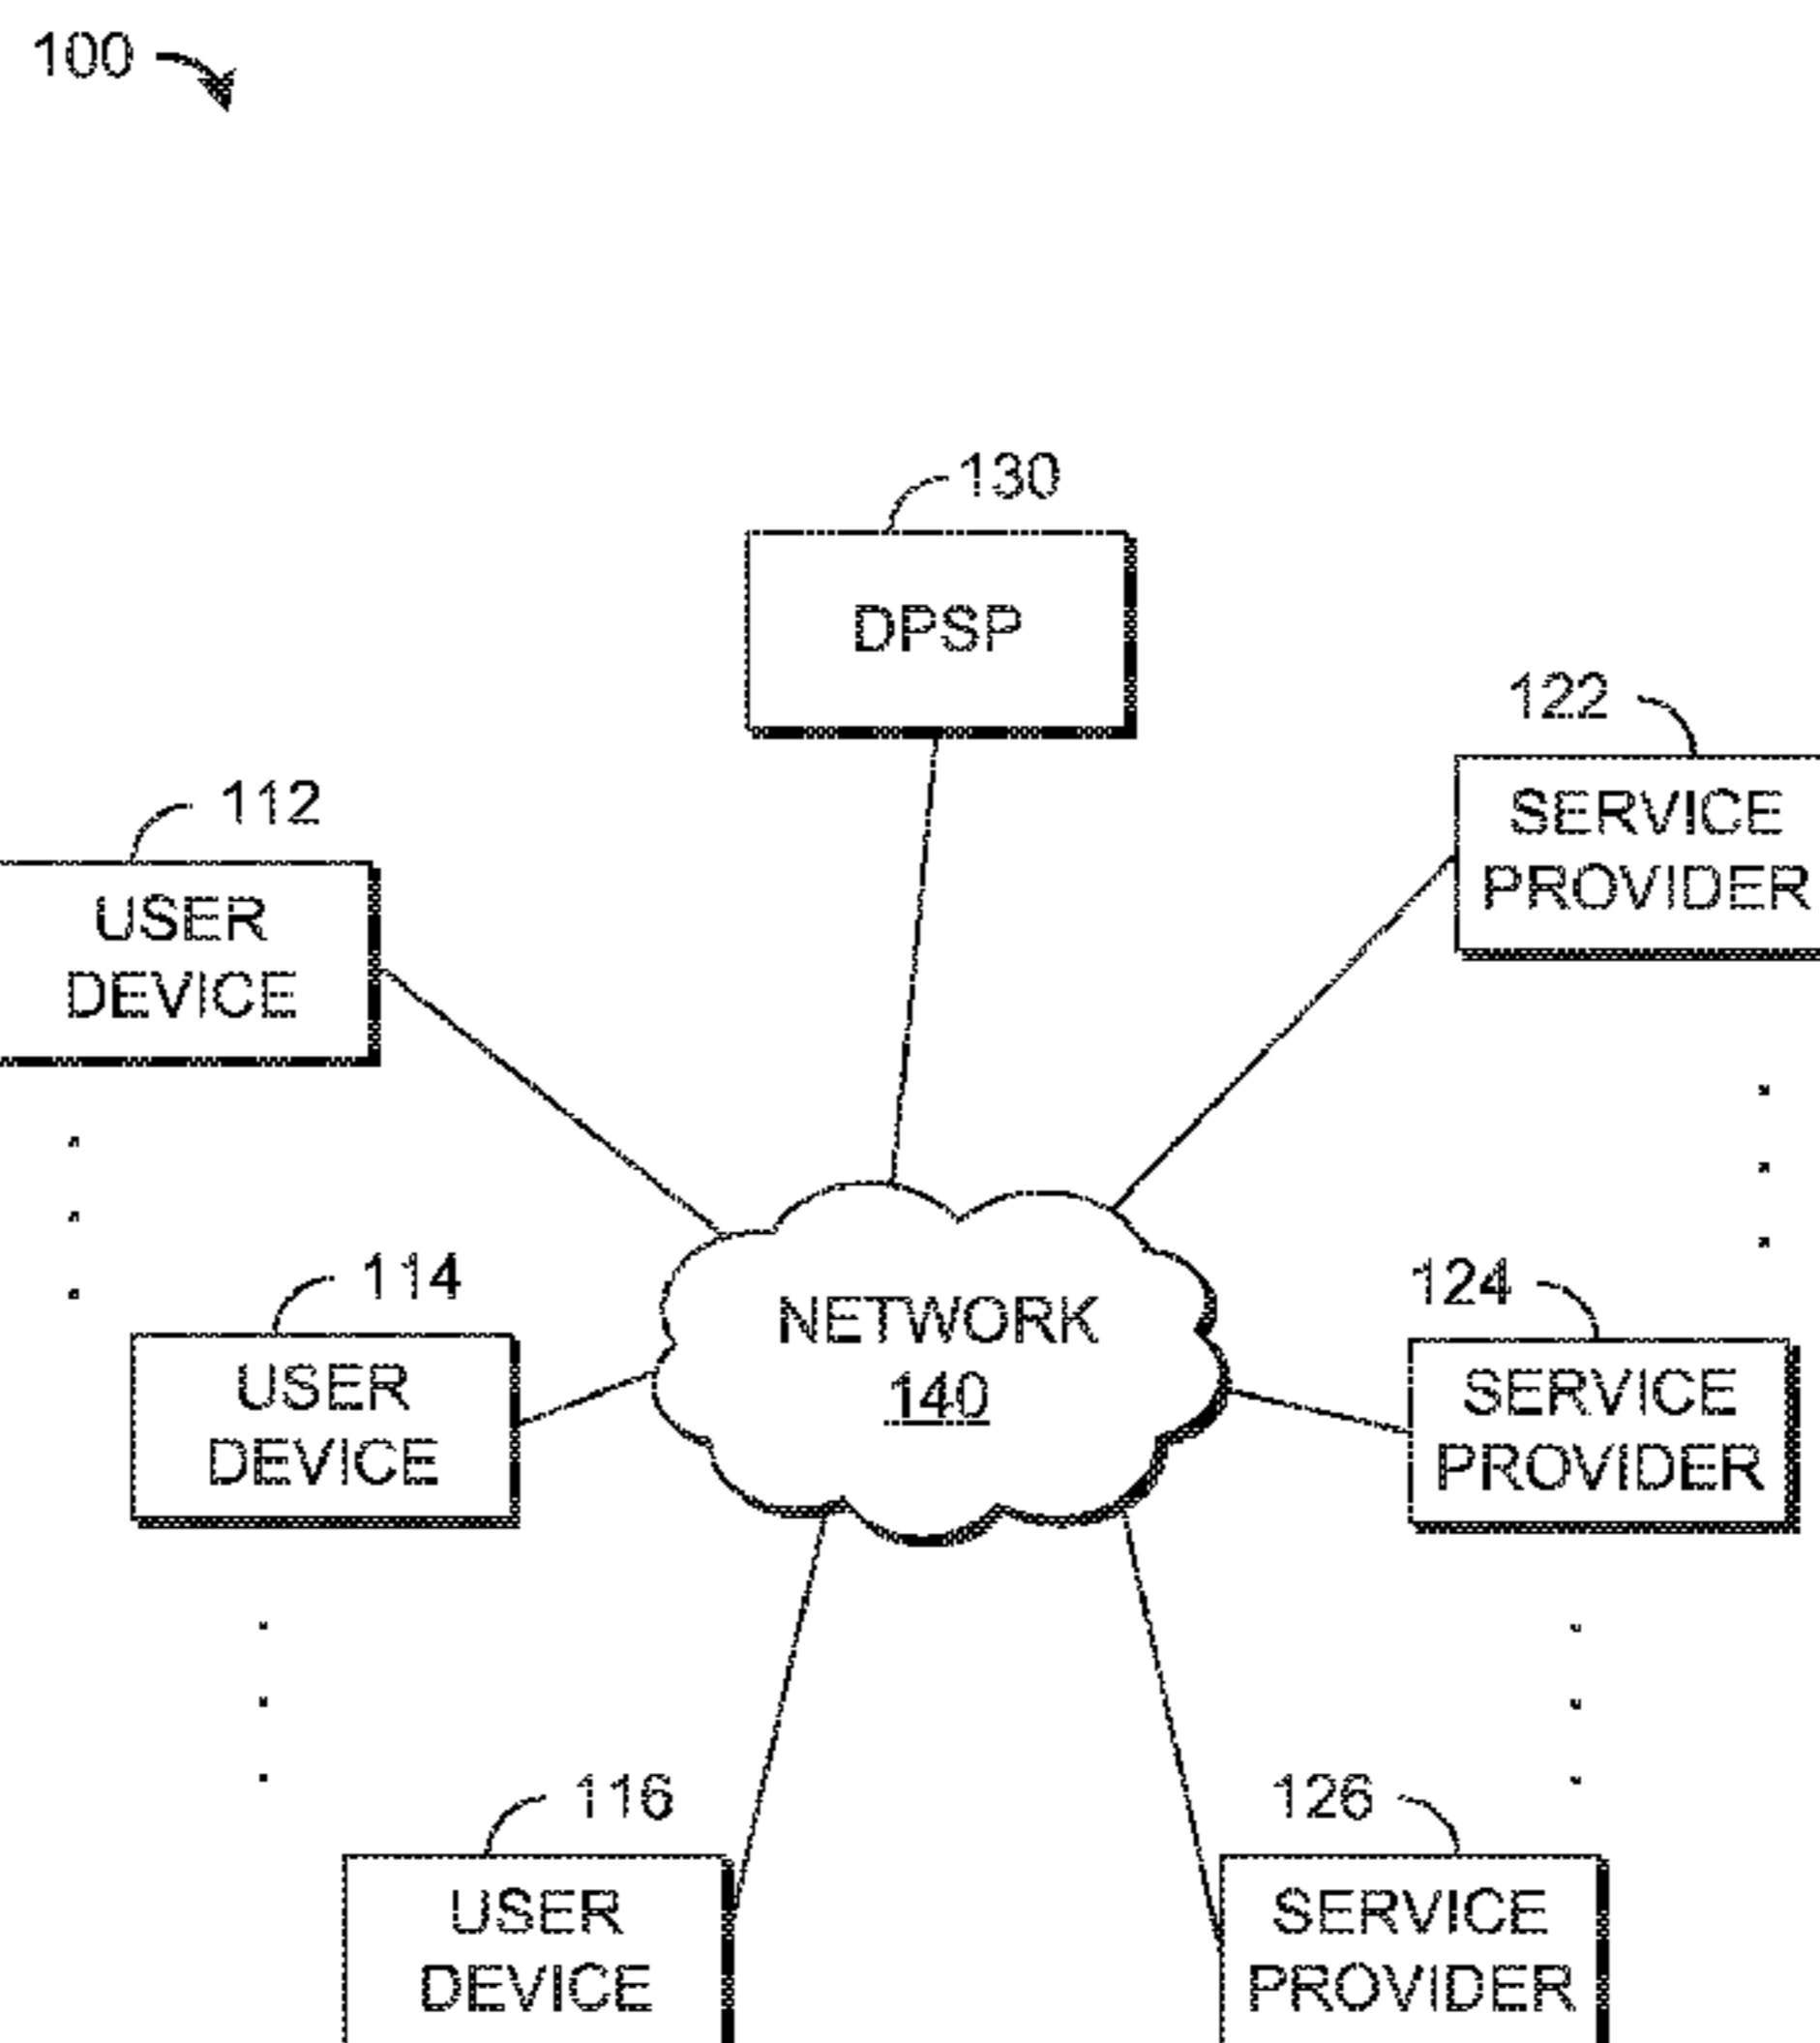 100
130
DPSP
122
SERVICE
PROVIDER
112
USER
DEVICE
114
USER
DEVICE
NETWORK
140
124
SERVICE
PROVIDER
116
USER
DEVICE
126
SERVICE
PROVIDER